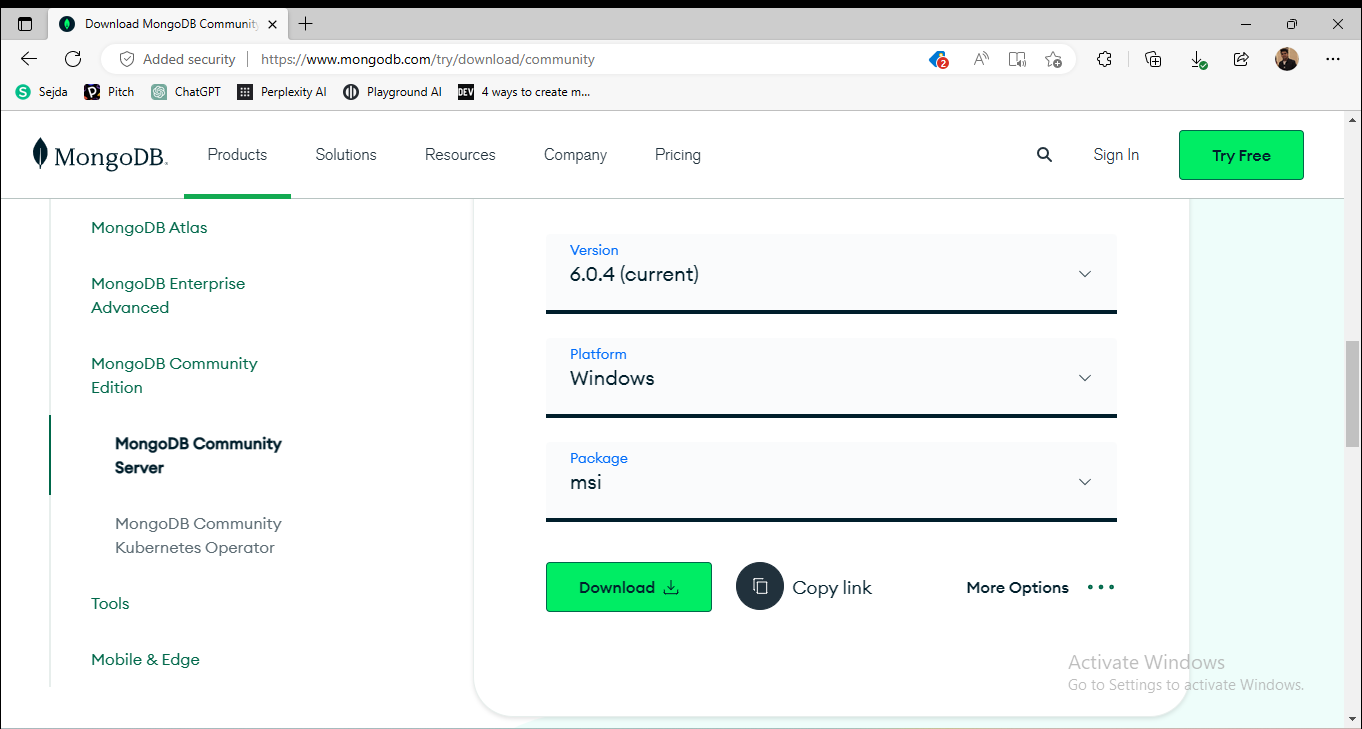 Download MongoDB Community
Added security
https://www.mongodb.com/try/download/community
2
Sejda
Pitch
ChatGPT
Perplexity AI
Playground AI
DEV
4 ways to create m...
MongoDB.
Products
Solutions
Resources
Company
Pricing
Sign In
Try Free
MongoDB Atlas
MongoDB Enterprise
Advanced
MongoDB Community
Edition
MongoDB Community
Server
MongoDB Community
Kubernetes Operator
Tools
Mobile & Edge
Version
6.0.4 (current)
Platform
Windows
Package
msi
Download
Copy link
More Options
Activate Windows
Go to Settings to activate Windows.